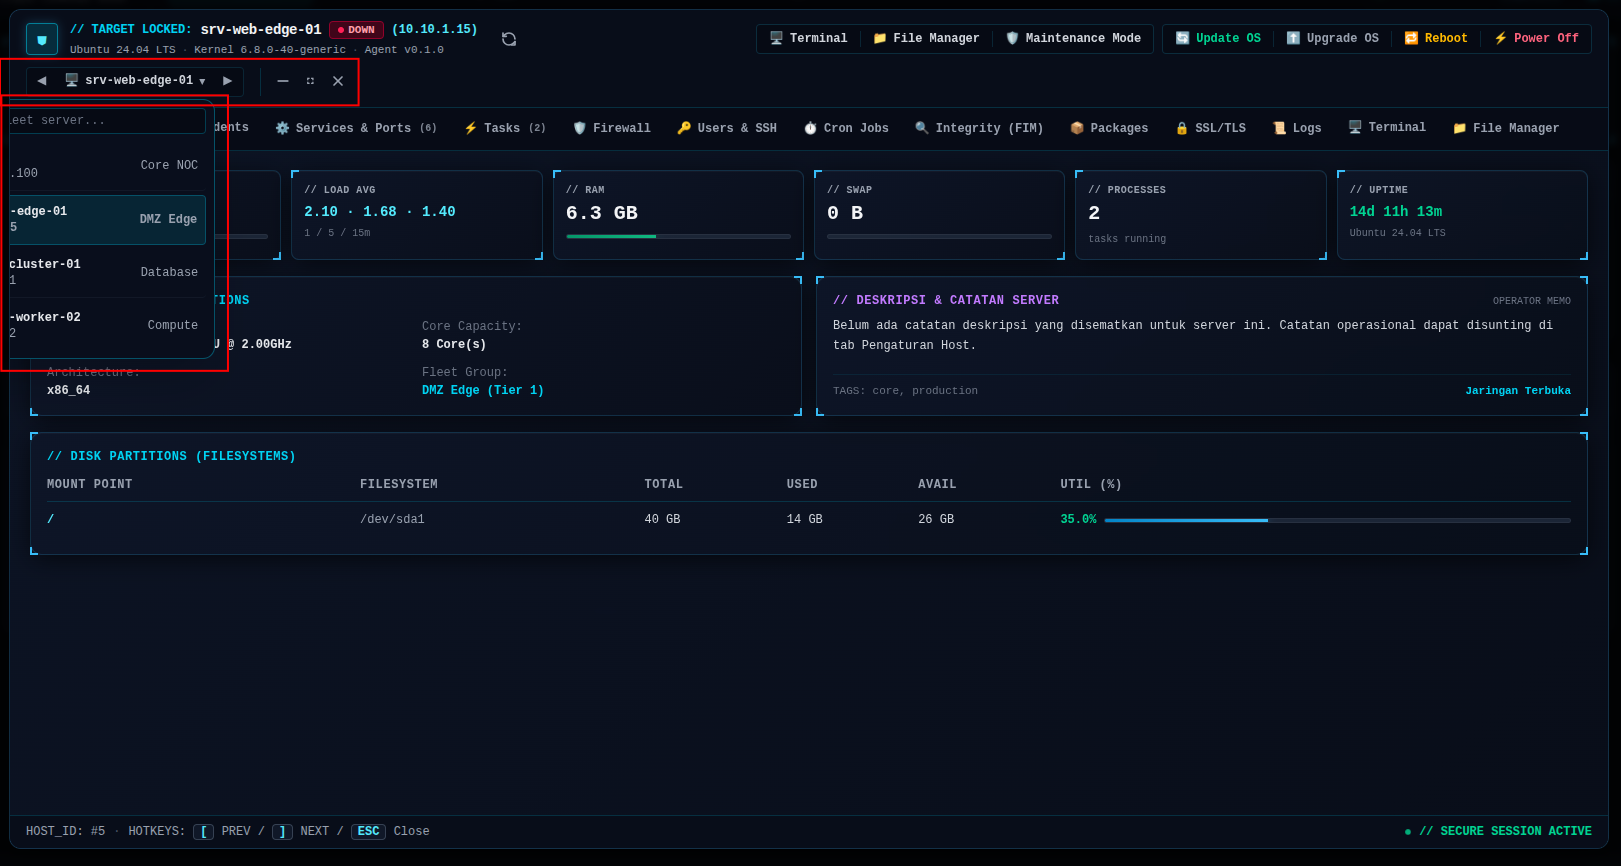 // TARGET LOCKED: srv-web-edge-01 DOWN (10.10.1.15)
Ubuntu 24.04 LTS · Kernel 6.8.0-40-generic · Agent v0.1.0
Terminal File Manager Maintenance Mode Update OS Upgrade OS Reboot Power Off
◀ srv-web-edge-01 ▼ ▶
leet server...
dents Services & Ports (6) Tasks (2) Firewall Users & SSH Cron Jobs Integrity (FIM) Packages SSL/TLS Logs Terminal File Manager
Core NOC
.100
-edge-01
5
DMZ Edge
cluster-01
1
Database
-worker-02
2
Compute
// LOAD AVG
2.10 · 1.68 · 1.40
1 / 5 / 15m
// RAM
6.3 GB
// SWAP
0 B
// PROCESSES
2
tasks running
// UPTIME
14d 11h 13m
Ubuntu 24.04 LTS
TIONS
U @ 2.00GHz
Core Capacity:
8 Core(s)
Architecture:
x86_64
Fleet Group:
DMZ Edge (Tier 1)
// DESKRIPSI & CATATAN SERVER
OPERATOR MEMO
Belum ada catatan deskripsi yang disematkan untuk server ini. Catatan operasional dapat disunting di
tab Pengaturan Host.
TAGS: core, production
Jaringan Terbuka
// DISK PARTITIONS (FILESYSTEMS)
MOUNT POINT FILESYSTEM TOTAL USED AVAIL UTIL (%)
/ /dev/sda1 40 GB 14 GB 26 GB 35.0%
HOST_ID: #5 · HOTKEYS: [ PREV / ] NEXT / ESC Close
● // SECURE SESSION ACTIVE